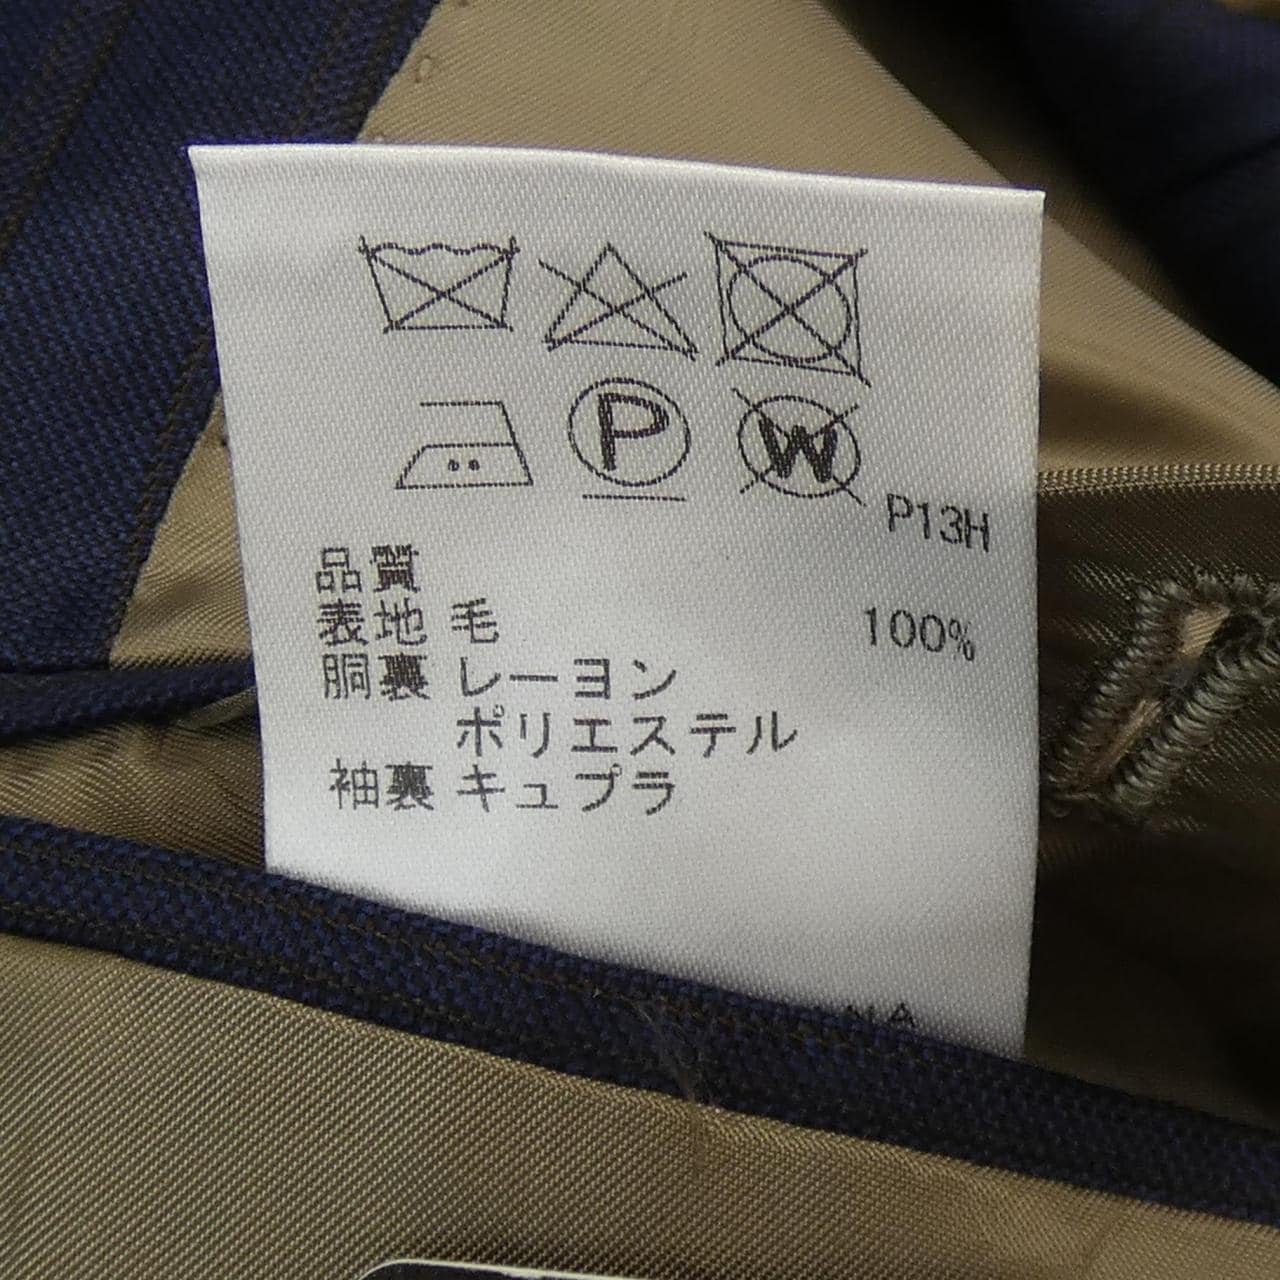 P W
P13H
品質
表地 毛 100%
胴裏 レーヨン
ポリエステル
袖裏 キュプラ